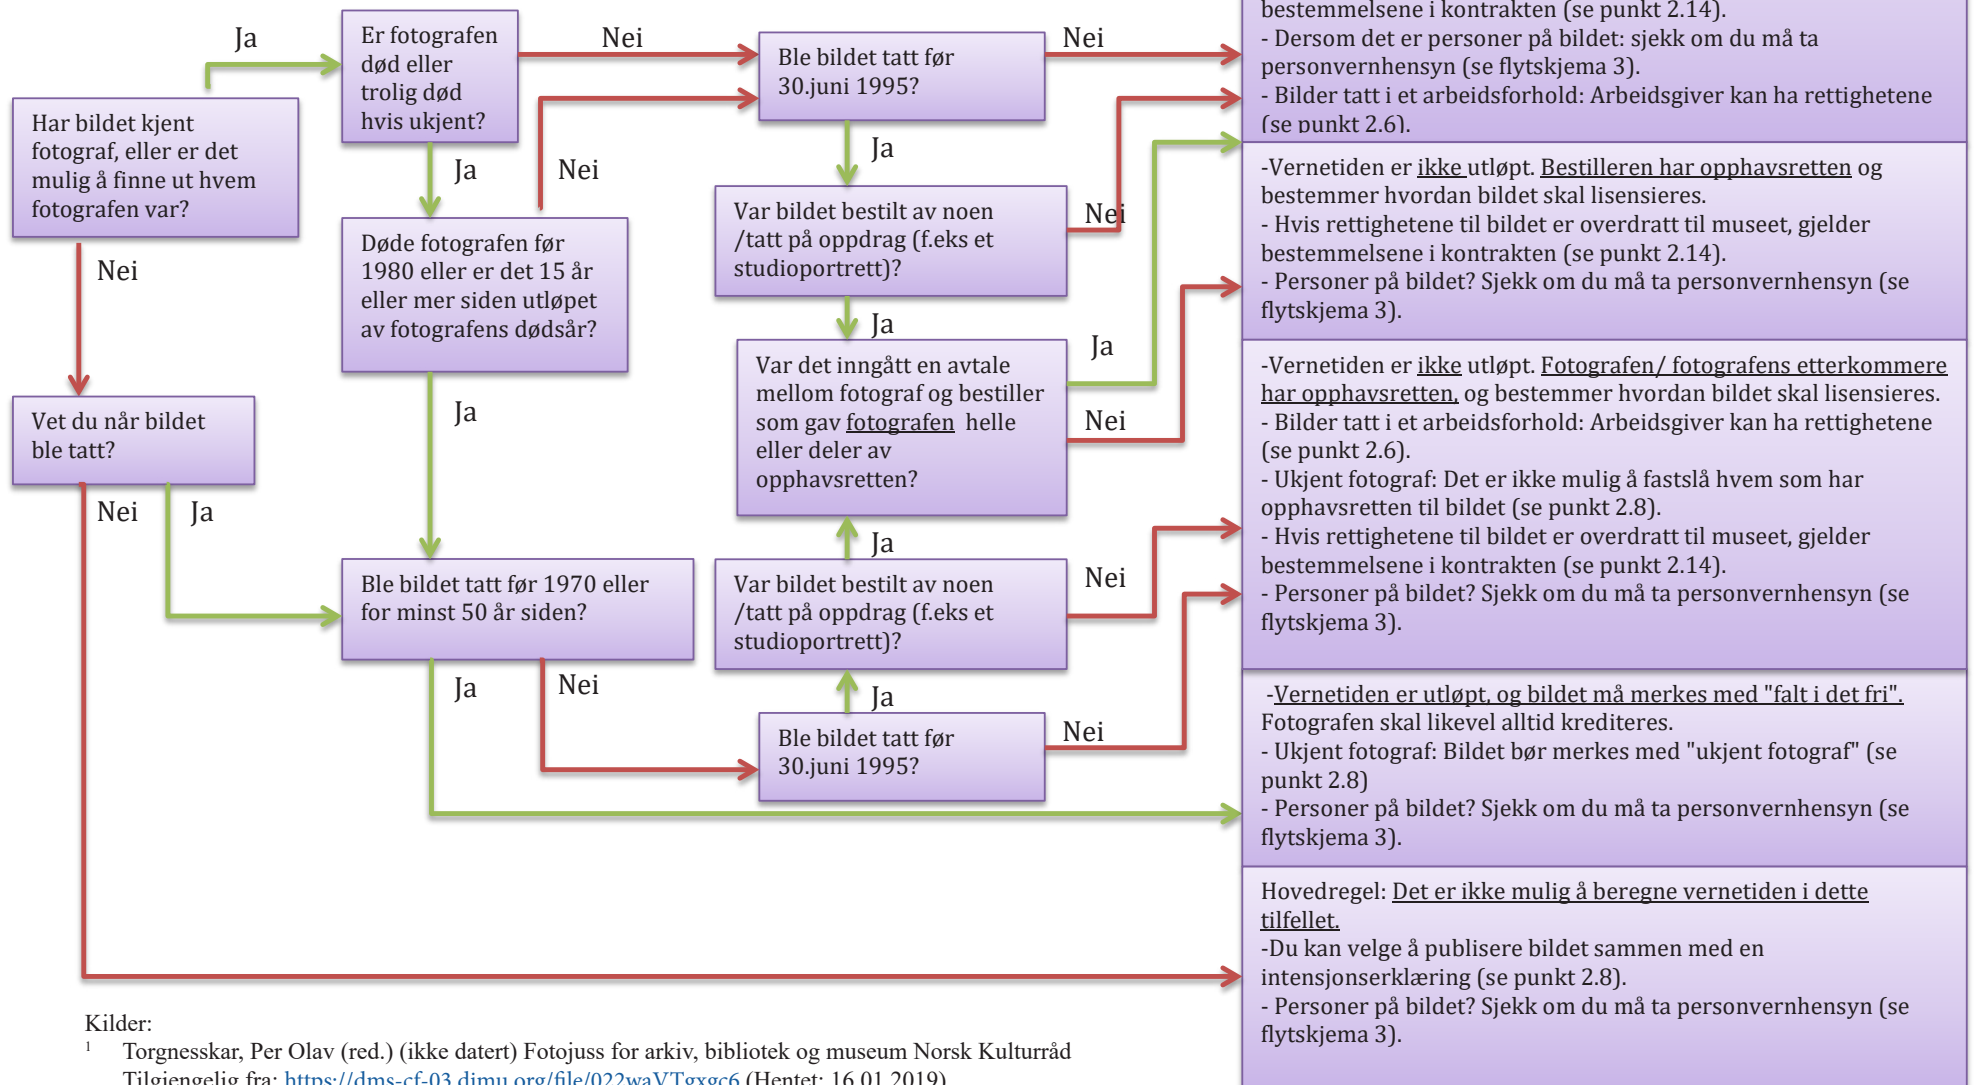 Ja
Er fotografen
død eller
trolig død
hvis ukjent?
Nei
Ble bildet tatt før
30.juni 1995?
Nei
bestemmelsene i kontrakten (se punkt 2.14).
- Dersom det er personer på bildet: sjekk om du må ta
personvernhensyn (se flytskjema 3).
- Bilder tatt i et arbeidsforhold: Arbeidsgiver kan ha rettighetene
(se punkt 2.6).
Har bildet kjent
fotograf, eller er det
mulig å finne ut hvem
fotografen var?
Ja
Nei
Ja
Nei
Døde fotografen før
1980 eller er det 15 år
eller mer siden utløpet
av fotografens dødsår?
Var bildet bestilt av noen
/tatt på oppdrag (f.eks et
studioportrett)?
Nei
-Vernetiden er ikke utløpt. Bestilleren har opphavsretten og
bestemmer hvordan bildet skal lisensieres.
- Hvis rettighetene til bildet er overdratt til museet, gjelder
bestemmelsene i kontrakten (se punkt 2.14).
- Personer på bildet? Sjekk om du må ta personvernhensyn (se
flytskjema 3).
Ja
Var det inngått en avtale
mellom fotograf og bestiller
som gav fotografen helle
eller deler av
opphavsretten?
Ja
Nei
-Vernetiden er ikke utløpt. Fotografen/ fotografens etterkommere
har opphavsretten, og bestemmer hvordan bildet skal lisensieres.
- Bilder tatt i et arbeidsforhold: Arbeidsgiver kan ha rettighetene
(se punkt 2.6).
- Ukjent fotograf: Det er ikke mulig å fastslå hvem som har
opphavsretten til bildet (se punkt 2.8).
- Hvis rettighetene til bildet er overdratt til museet, gjelder
bestemmelsene i kontrakten (se punkt 2.14).
- Personer på bildet? Sjekk om du må ta personvernhensyn (se
flytskjema 3).
Vet du når bildet
ble tatt?
Ja
Nei
Ja
Ja
Ble bildet tatt før 1970 eller
for minst 50 år siden?
Var bildet bestilt av noen
/tatt på oppdrag (f.eks et
studioportrett)?
Nei
Ja
Nei
Ja
Ble bildet tatt før
30.juni 1995?
Nei
-Vernetiden er utløpt, og bildet må merkes med "falt i det fri".
Fotografen skal likevel alltid krediteres.
- Ukjent fotograf: Bildet bør merkes med "ukjent fotograf" (se
punkt 2.8)
- Personer på bildet? Sjekk om du må ta personvernhensyn (se
flytskjema 3).
Hovedregel: Det er ikke mulig å beregne vernetiden i dette
tilfellet.
-Du kan velge å publisere bildet sammen med en
intensjonserklæring (se punkt 2.8).
- Personer på bildet? Sjekk om du må ta personvernhensyn (se
flytskjema 3).
Kilder:
1 Torgnesskar, Per Olav (red.) (ikke datert) Fotojuss for arkiv, bibliotek og museum Norsk Kulturråd
Tilgjengelig fra: https://dms-cf-03.dimu.org/file/022waVTgxgc6 (Hentet: 16.01.2019)